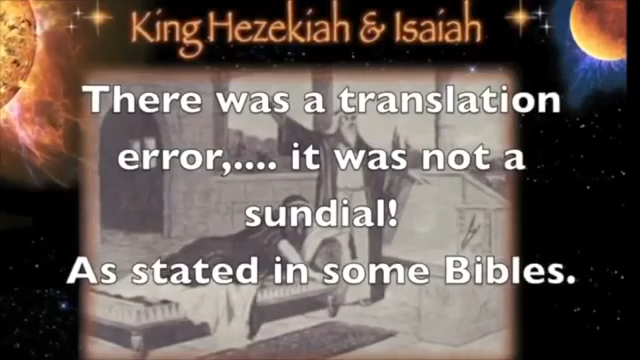 King Hezekiah & Isaiah
There was a translation
error,.... it was not a
sundial!
As stated in some Bibles.